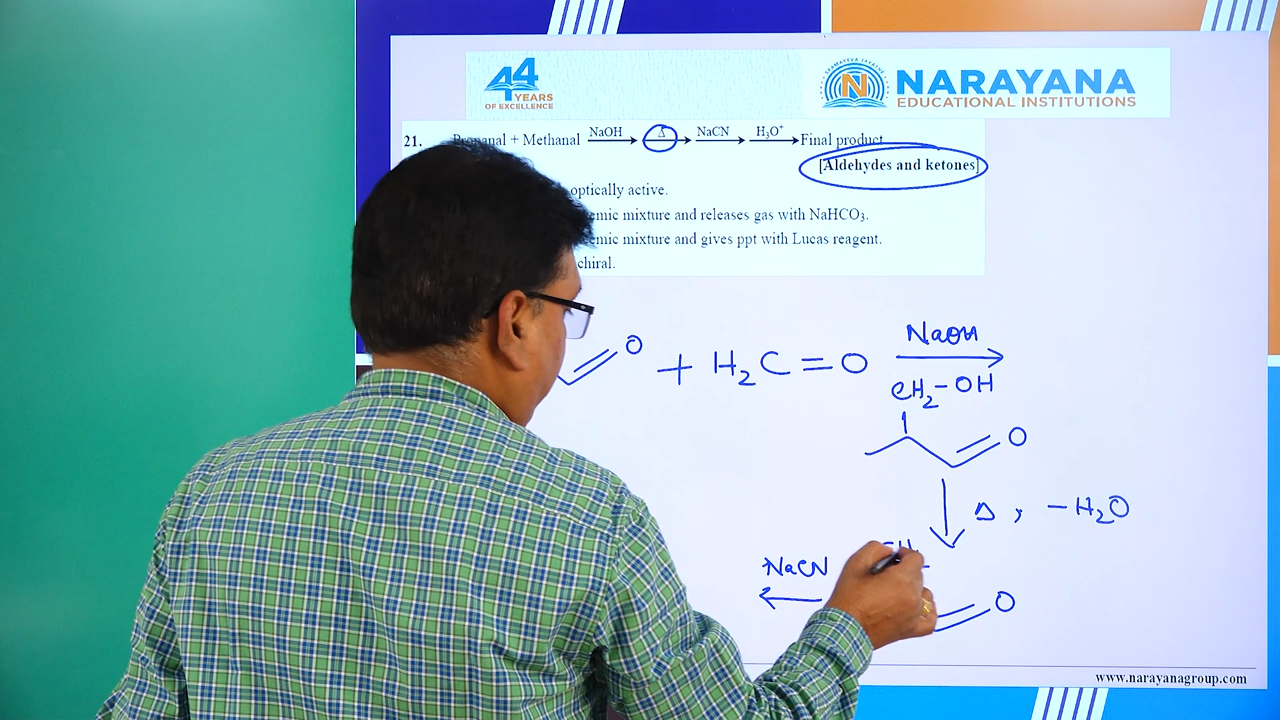 44
YEARS
OF EXCELLENCE
NARAYANA
EDUCATIONAL INSTITUTIONS
21. Propanal + Methanal NaOH Δ NaCN H₃O⁺ Final product
[Aldehydes and ketones]
optically active.
mixture and releases gas with NaHCO₃.
mixture and gives ppt with Lucas reagent.
chiral.
O + H₂C = O NaOH
CH₂-OH
O
Δ, -H₂O
NaCN
O
www.narayanagroup.com